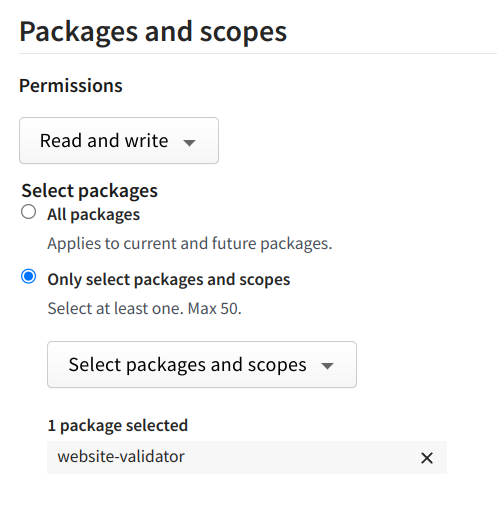 Packages and scopes
Permissions
Read and write
Select packages
All packages
Applies to current and future packages.
Only select packages and scopes
Select at least one. Max 50.
Select packages and scopes
1 package selected
website-validator